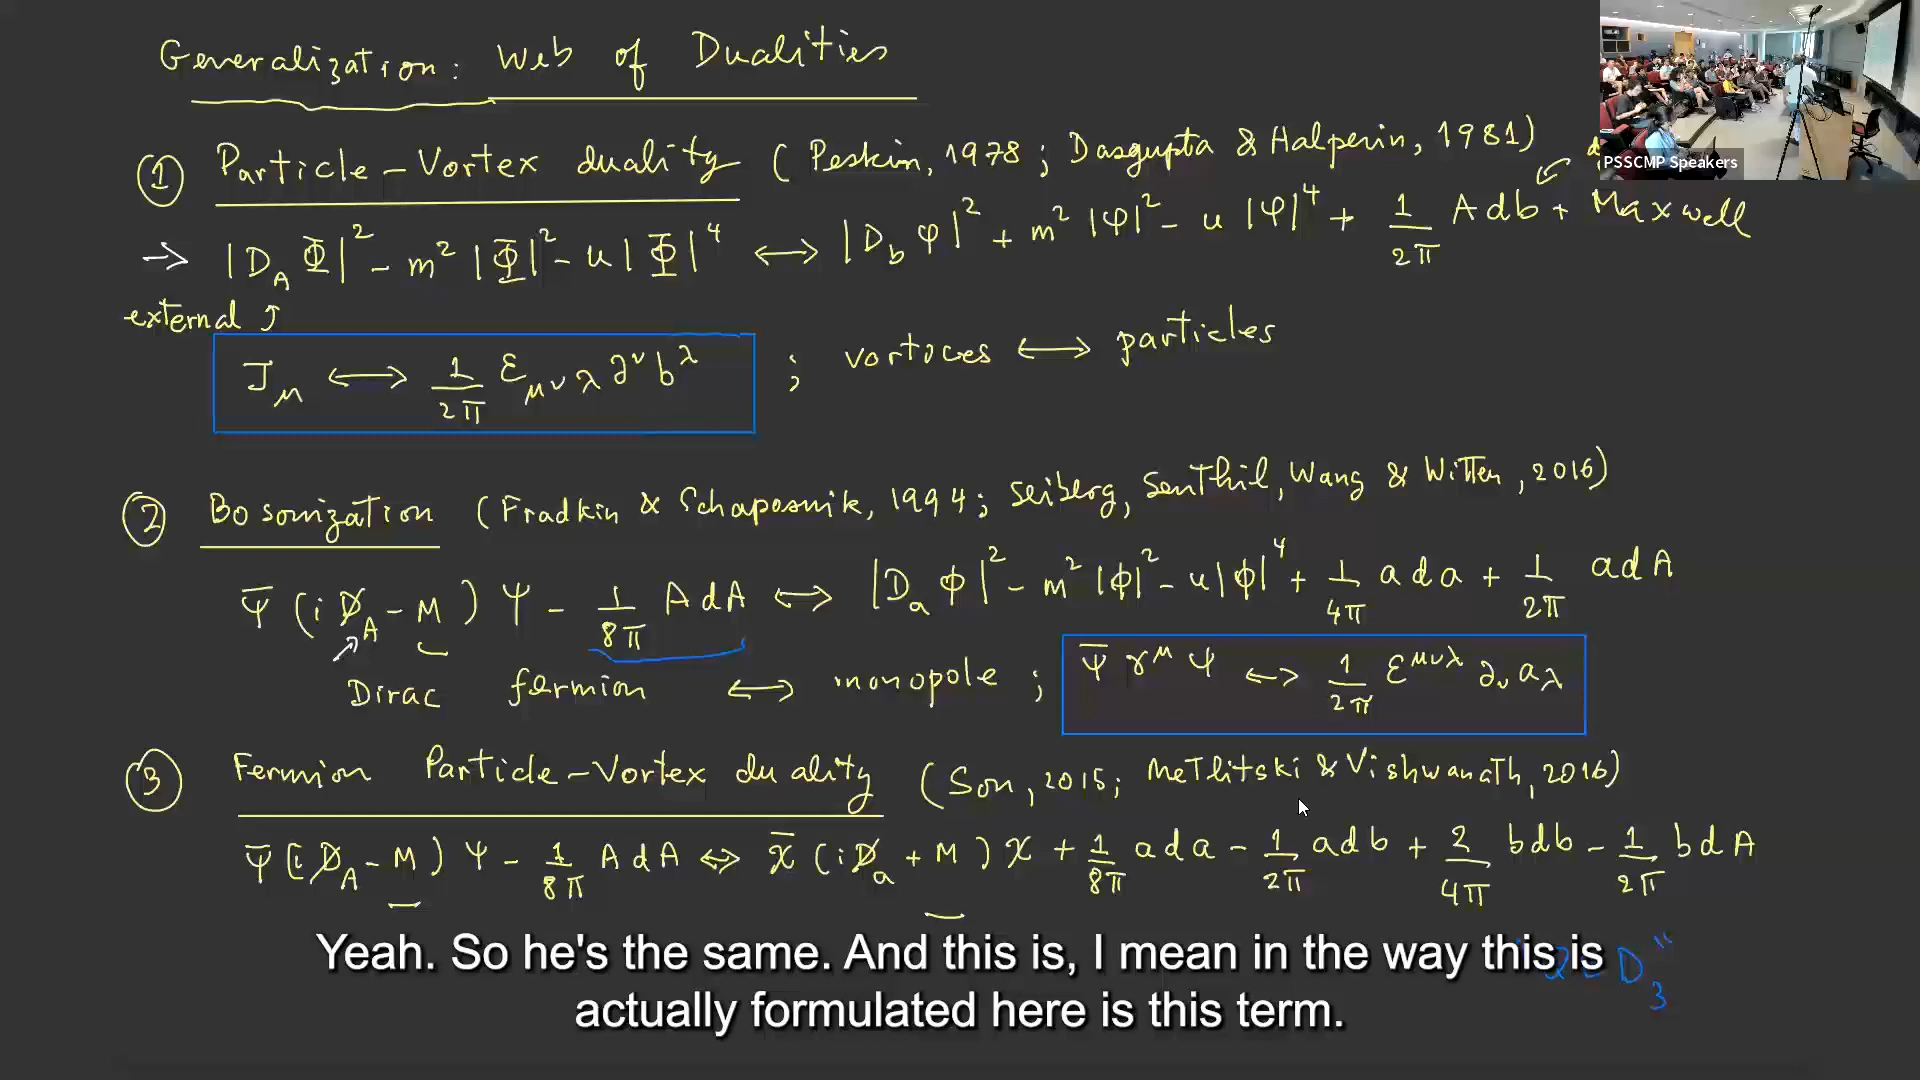 Generalization: Web of Dualities
① Particle-Vortex duality (Peskin, 1978; Dasgupta & Halperin, 1981)
PSSCMP Speakers
→ |D_A Φ|² - m² |Φ|² - u |Φ|⁴ ⟷ |D_b φ|² + m² |φ|² - u |φ|⁴ + 1/2π Adb + Maxwell
external ↑
J_μ ⟷ 1/2π ε_μνλ ∂^ν b^λ ; vortices ⟷ particles
② Bosonization (Fradkin & Schaposnik, 1994; Seiberg, Senthil, Wang & Witten, 2016)
Ψ̄ (i D̸_A - M) Ψ - 1/8π AdA ⟷ |D_a ϕ|² - m² |ϕ|² - u |ϕ|⁴ + 1/4π ada + 1/2π adA
Dirac fermion ⟷ monopole ; Ψ̄ γ^μ Ψ ⟷ 1/2π ε^μνλ ∂_ν a_λ
③ Fermion Particle-Vortex duality (Son, 2015; Metlitski & Vishwanath, 2016)
Ψ̄ [i D̸_A - M) Ψ - 1/8π AdA ⟷ χ̄ (i D̸_a + M) χ + 1/8π ada - 1/2π adb + 2/4π bdb - 1/2π bdA
Yeah. So he's the same. And this is, I mean in the way this is
actually formulated here is this term.